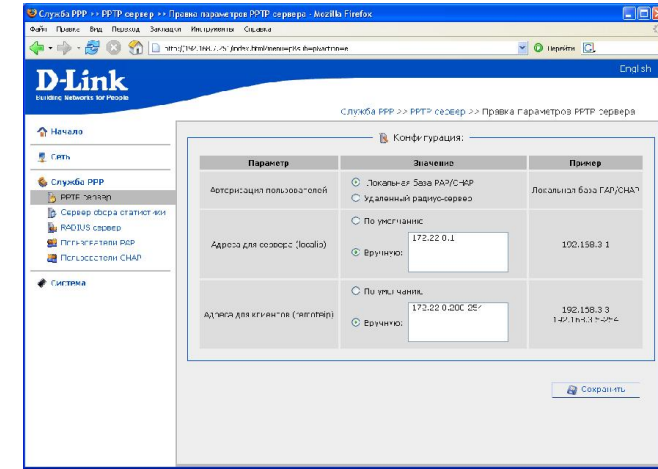 Служба PPP >> PPTP сервер >> Правка параметров PPTP сервера - Mozilla Firefox
Файл Правка Вид Переход Закладки Инструменты Справка
Перейти
English
D-Link
Building Networks for People
Служба PPP >> PPTP сервер >> Правка параметров PPTP сервера
Начало
Сеть
Служба PPP
PPTP сервер
Сервер сбора статистики
RADIUS сервер
Пользователи PAP
Пользователи CHAP
Система
Конфигурация:
Параметр Значение Пример
Авторизация пользователей
Локальная база PAP/CHAP
Удаленный радиус-сервер
Локальная база PAP/CHAP
Адреса для сервера (localip)
По умолчанию
Вручную:
172.22.0.1
192.168.3.1
Адреса для клиентов (remoteip)
По умолчанию
Вручную:
172.22.0.200-254
192.168.3.3
Сохранить